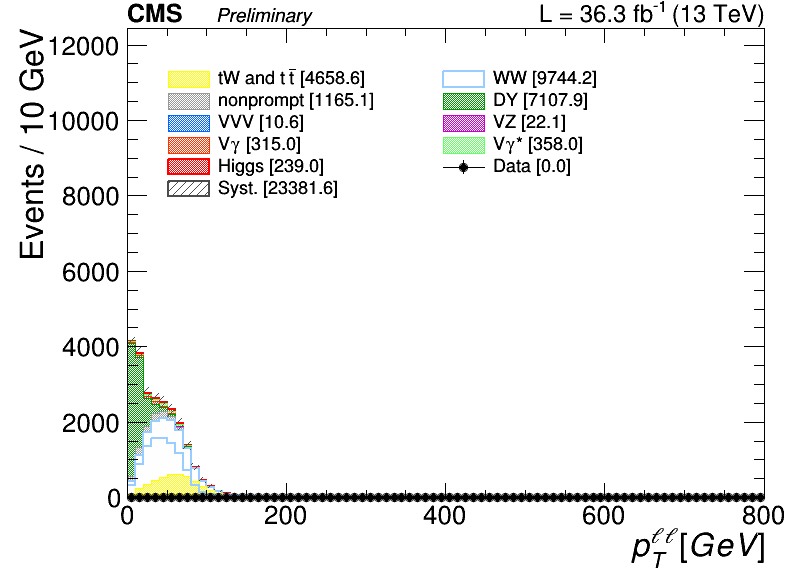 CMS Preliminary L = 36.3 fb⁻¹ (13 TeV)
Events / 10 GeV
12000
10000
8000
6000
4000
2000
0
tW and t t̄ [4658.6] WW [9744.2]
nonprompt [1165.1] DY [7107.9]
VVV [10.6] VZ [22.1]
Vγ [315.0] Vγ* [358.0]
Higgs [239.0] Data [0.0]
Syst. [23381.6]
0 200 400 600 800
p_T^{ℓℓ} [GeV]